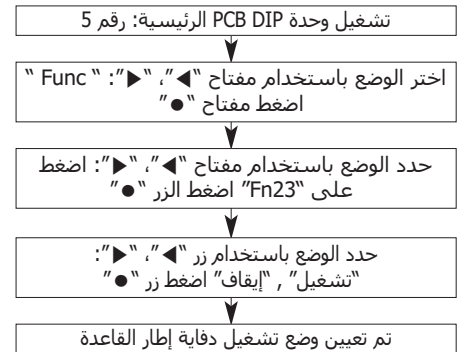 تشغيل وحدة PCB DIP الرئيسية: رقم 5
اختر الوضع باستخدام مفتاح “◀”، “▶”: “ Func “
اضغط مفتاح “●”
حدد الوضع باستخدام مفتاح “◀”، “▶”: اضغط
على “Fn23” اضغط الزر “●”
حدد الوضع باستخدام زر “◀”، “▶”:
“تشغيل” , “إيقاف” اضغط زر “●”
تم تعيين وضع تشغيل دفاية إطار القاعدة